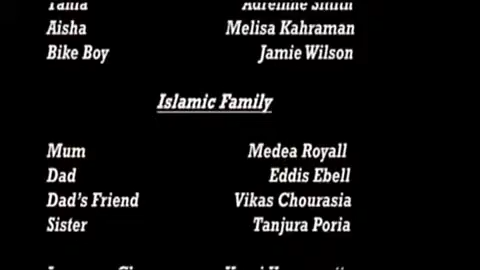 Aisha Melisa Kahraman
Bike Boy Jamie Wilson
Islamic Family
Mum Medea Royall
Dad Eddis Ebell
Dad's Friend Vikas Chourasia
Sister Tanjura Poria